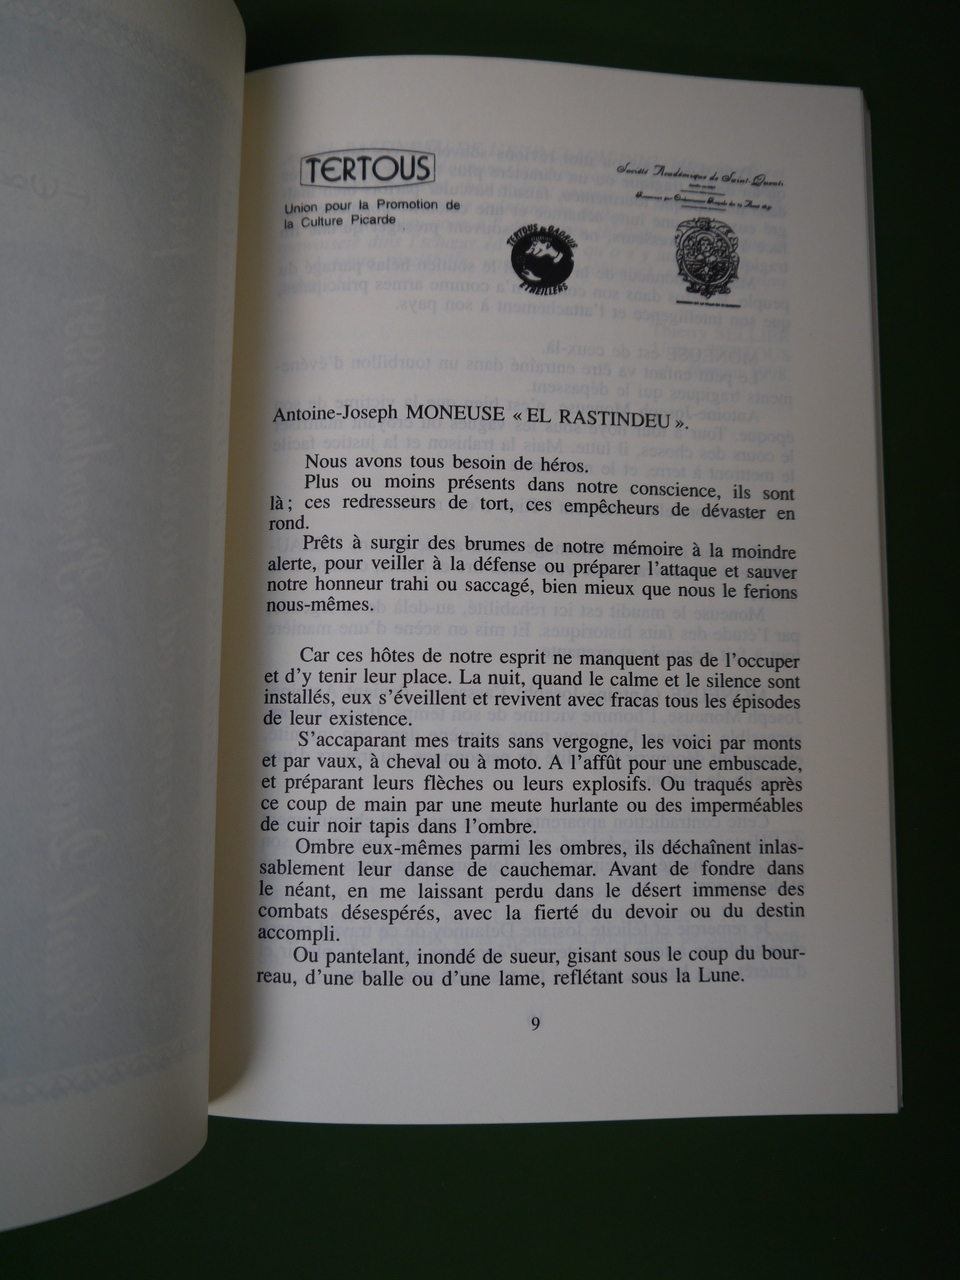 TERTOUS
Union pour la Promotion de
la Culture Picarde
Société Académique de Saint-Quentin
TERTOUS
ETREILLERS
Antoine-Joseph MONEUSE « EL RASTINDEU ».
Nous avons tous besoin de héros.
Plus ou moins présents dans notre conscience, ils sont
là ; ces redresseurs de tort, ces empêcheurs de dévaster en
rond.
Prêts à surgir des brumes de notre mémoire à la moindre
alerte, pour veiller à la défense ou préparer l'attaque et sauver
notre honneur trahi ou saccagé, bien mieux que nous le ferions
nous-mêmes.
Car ces hôtes de notre esprit ne manquent pas de l'occuper
et d'y tenir leur place. La nuit, quand le calme et le silence sont
installés, eux s'éveillent et revivent avec fracas tous les épisodes
de leur existence.
S'accaparant mes traits sans vergogne, les voici par monts
et par vaux, à cheval ou à moto. A l'affût pour une embuscade,
et préparant leurs flèches ou leurs explosifs. Ou traqués après
ce coup de main par une meute hurlante ou des imperméables
de cuir noir tapis dans l'ombre.
Ombre eux-mêmes parmi les ombres, ils déchaînent inlas-
sablement leur danse de cauchemar. Avant de fondre dans
le néant, en me laissant perdu dans le désert immense des
combats désespérés, avec la fierté du devoir ou du destin
accompli.
Ou pantelant, inondé de sueur, gisant sous le coup du bour-
reau, d'une balle ou d'une lame, reflétant sous la Lune.
9